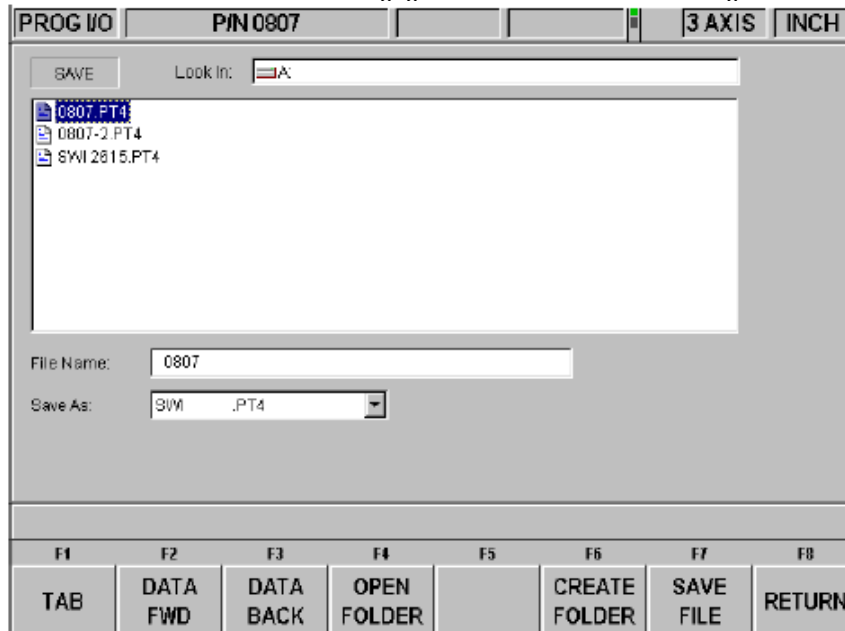 PROG I/O P/N 0807 3 AXIS INCH
SAVE Look In: A:
0807.PT4
0807-2.PT4
SWI 2615.PT4
File Name: 0807
Save As: SWI .PT4
F1 F2 F3 F4 F5 F6 F7 F8
TAB DATA FWD DATA BACK OPEN FOLDER CREATE FOLDER SAVE FILE RETURN